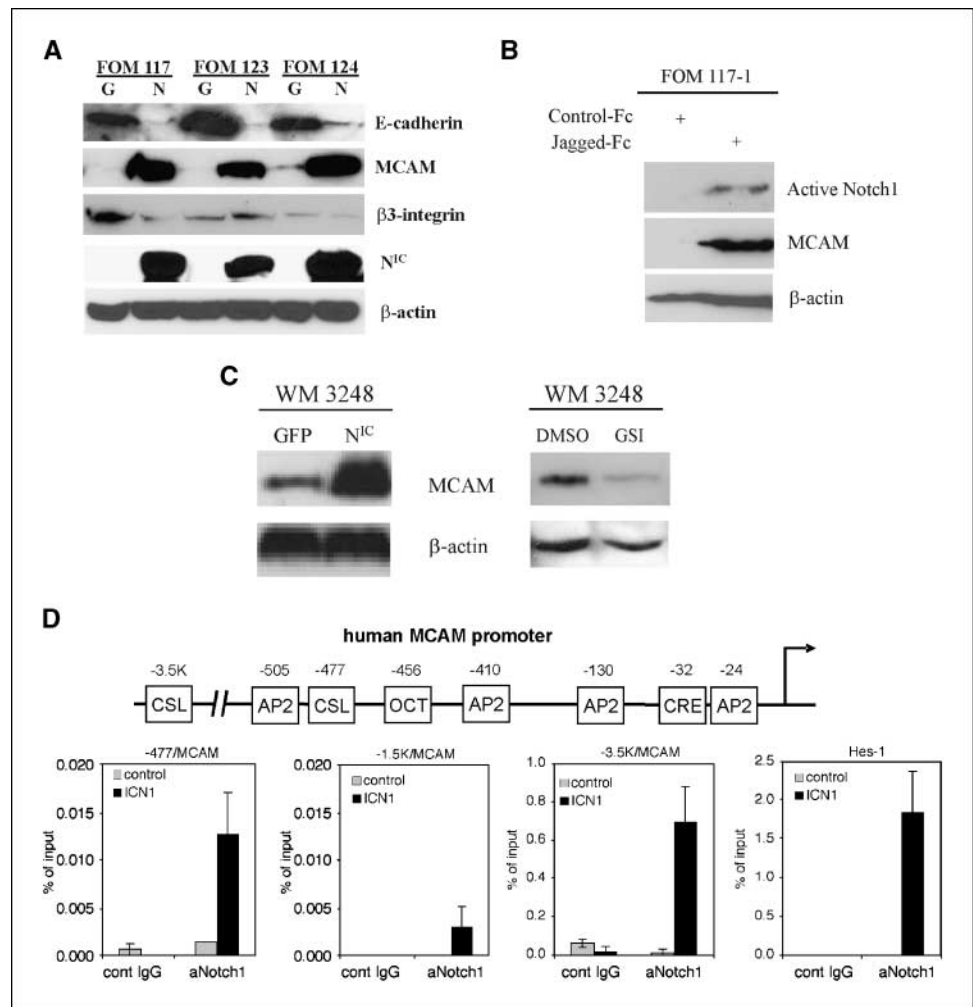 A
FOM 117 FOM 123 FOM 124
G N G N G N
E-cadherin
MCAM
β3-integrin
N^IC
β-actin
B
FOM 117-1
Control-Fc +
Jagged-Fc +
Active Notch1
MCAM
β-actin
C
WM 3248 WM 3248
GFP N^IC DMSO GSI
MCAM
β-actin
D
human MCAM promoter
-3.5K -505 -477 -456 -410 -130 -32 -24
CSL AP2 CSL OCT AP2 AP2 CRE AP2
-477/MCAM
0.020
0.015
0.010
0.005
0.000
% of input
control
ICN1
cont IgG aNotch1
-1.5K/MCAM
0.020
0.015
0.010
0.005
0.000
% of input
control
ICN1
cont IgG aNotch1
-3.5K/MCAM
1.0
0.8
0.6
0.4
0.2
0.0
% of input
control
ICN1
cont IgG aNotch1
Hes-1
2.5
2.0
1.5
1.0
0.5
0.0
% of input
control
ICN1
cont IgG aNotch1